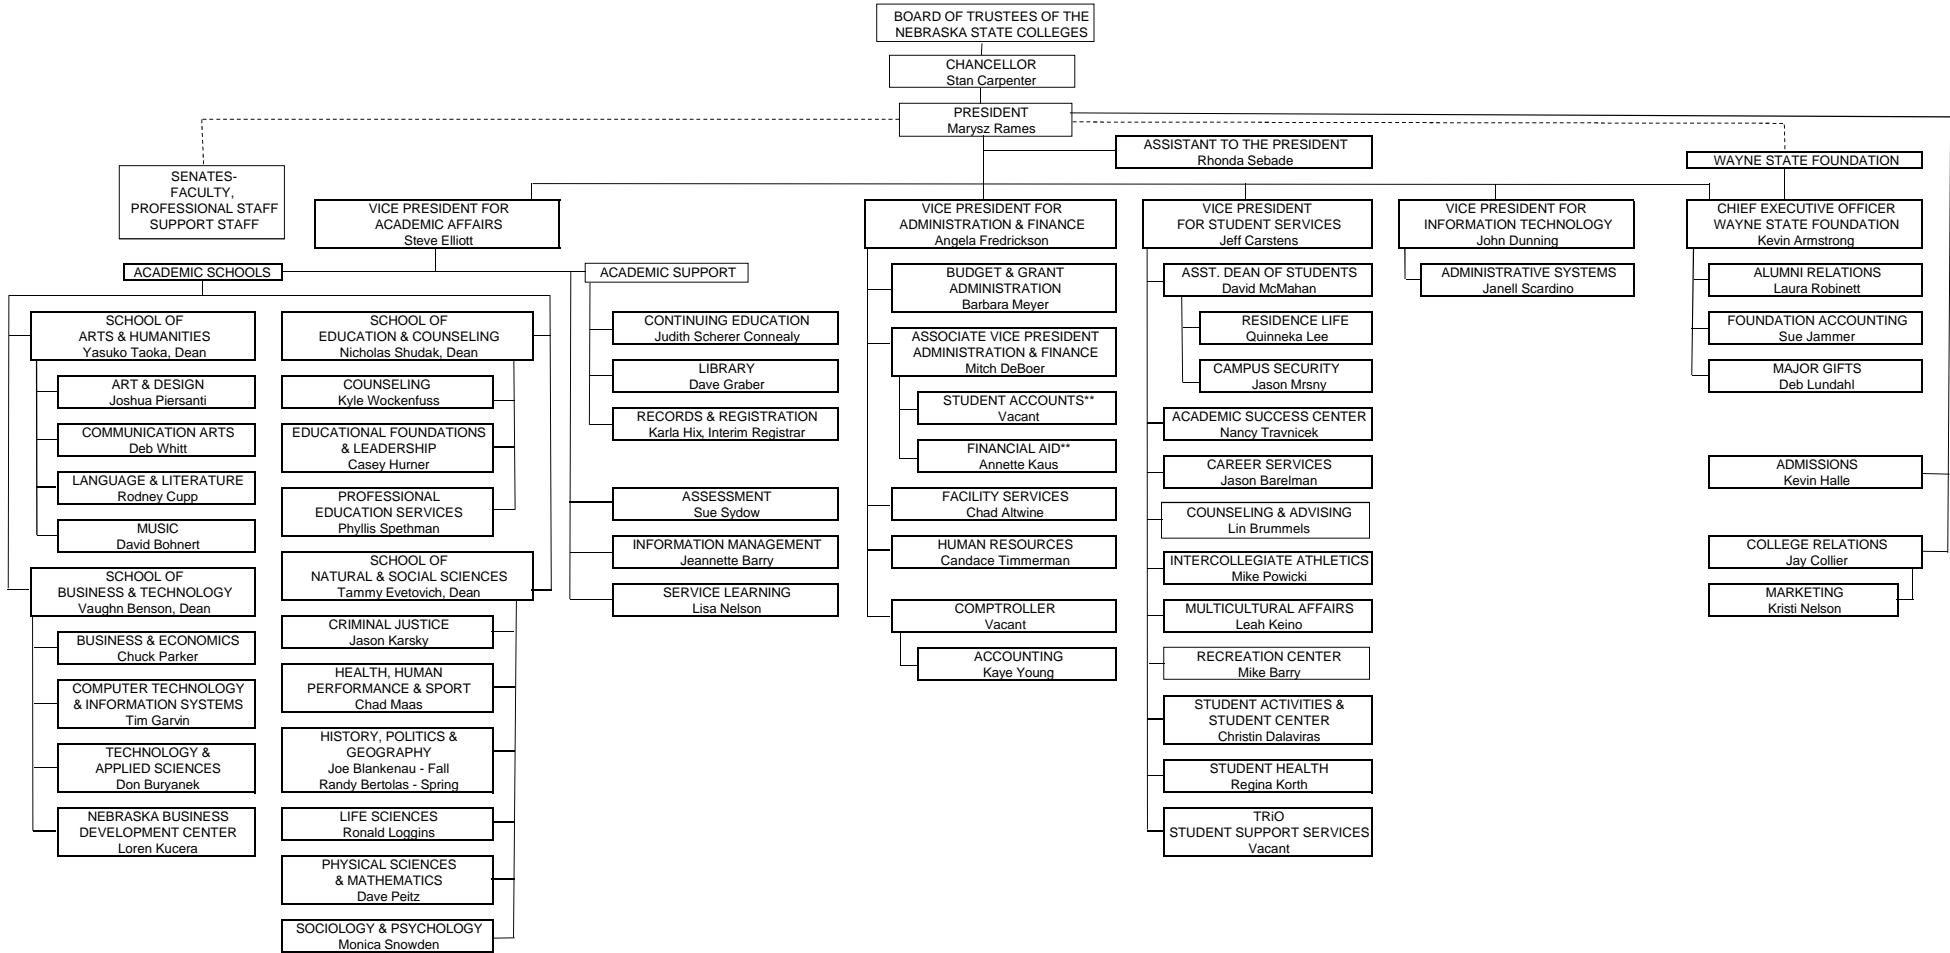 BOARD OF TRUSTEES OF THE
NEBRASKA STATE COLLEGES
CHANCELLOR
Stan Carpenter
PRESIDENT
Marysz Rames
ASSISTANT TO THE PRESIDENT
Rhonda Sebade
WAYNE STATE FOUNDATION
SENATES-
FACULTY,
PROFESSIONAL STAFF
SUPPORT STAFF
VICE PRESIDENT FOR
ACADEMIC AFFAIRS
Steve Elliott
ACADEMIC SCHOOLS
SCHOOL OF
ARTS & HUMANITIES
Yasuko Taoka, Dean
ART & DESIGN
Joshua Piersanti
COMMUNICATION ARTS
Deb Whitt
LANGUAGE & LITERATURE
Rodney Cupp
MUSIC
David Bohnert
SCHOOL OF
BUSINESS & TECHNOLOGY
Vaughn Benson, Dean
BUSINESS & ECONOMICS
Chuck Parker
COMPUTER TECHNOLOGY
& INFORMATION SYSTEMS
Tim Garvin
TECHNOLOGY &
APPLIED SCIENCES
Don Buryanek
NEBRASKA BUSINESS
DEVELOPMENT CENTER
Loren Kucera
SCHOOL OF
EDUCATION & COUNSELING
Nicholas Shudak, Dean
COUNSELING
Kyle Wockenfuss
EDUCATIONAL FOUNDATIONS
& LEADERSHIP
Casey Hurner
PROFESSIONAL
EDUCATION SERVICES
Phyllis Spethman
SCHOOL OF
NATURAL & SOCIAL SCIENCES
Tammy Evetovich, Dean
CRIMINAL JUSTICE
Jason Karsky
HEALTH, HUMAN
PERFORMANCE & SPORT
Chad Maas
HISTORY, POLITICS &
GEOGRAPHY
Joe Blankenau - Fall
Randy Bertolas - Spring
LIFE SCIENCES
Ronald Loggins
PHYSICAL SCIENCES
& MATHEMATICS
Dave Peitz
SOCIOLOGY & PSYCHOLOGY
Monica Snowden
ACADEMIC SUPPORT
CONTINUING EDUCATION
Judith Scherer Connealy
LIBRARY
Dave Graber
RECORDS & REGISTRATION
Karla Hix, Interim Registrar
ASSESSMENT
Sue Sydow
INFORMATION MANAGEMENT
Jeannette Barry
SERVICE LEARNING
Lisa Nelson
VICE PRESIDENT FOR
ADMINISTRATION & FINANCE
Angela Fredrickson
BUDGET & GRANT
ADMINISTRATION
Barbara Meyer
ASSOCIATE VICE PRESIDENT
ADMINISTRATION & FINANCE
Mitch DeBoer
STUDENT ACCOUNTS**
Vacant
FINANCIAL AID**
Annette Kaus
FACILITY SERVICES
Chad Altwine
HUMAN RESOURCES
Candace Timmerman
COMPTROLLER
Vacant
ACCOUNTING
Kaye Young
VICE PRESIDENT
FOR STUDENT SERVICES
Jeff Carstens
ASST. DEAN OF STUDENTS
David McMahan
RESIDENCE LIFE
Quinneka Lee
CAMPUS SECURITY
Jason Mrsny
ACADEMIC SUCCESS CENTER
Nancy Travnicek
CAREER SERVICES
Jason Barelman
COUNSELING & ADVISING
Lin Brummels
INTERCOLLEGIATE ATHLETICS
Mike Powicki
MULTICULTURAL AFFAIRS
Leah Keino
RECREATION CENTER
Mike Barry
STUDENT ACTIVITIES &
STUDENT CENTER
Christin Dalaviras
STUDENT HEALTH
Regina Korth
TRiO
STUDENT SUPPORT SERVICES
Vacant
VICE PRESIDENT FOR
INFORMATION TECHNOLOGY
John Dunning
ADMINISTRATIVE SYSTEMS
Janell Scardino
CHIEF EXECUTIVE OFFICER
WAYNE STATE FOUNDATION
Kevin Armstrong
ALUMNI RELATIONS
Laura Robinett
FOUNDATION ACCOUNTING
Sue Jammer
MAJOR GIFTS
Deb Lundahl
ADMISSIONS
Kevin Halle
COLLEGE RELATIONS
Jay Collier
MARKETING
Kristi Nelson